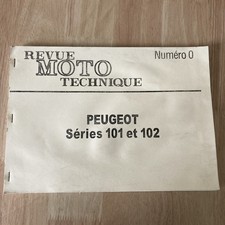 REVUE
Numéro 0
MOTO
TECHNIQUE
PEUGEOT
Séries 101 et 102